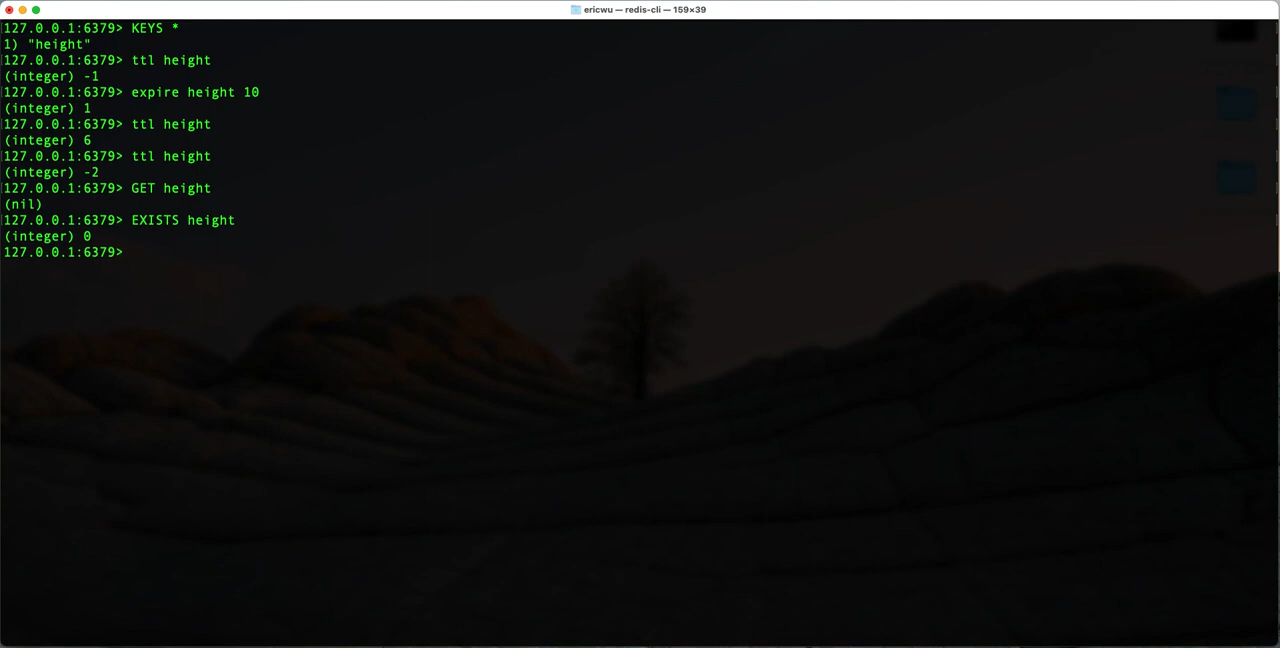 ericwu — redis-cli — 159×39
127.0.0.1:6379> KEYS *
1) "height"
127.0.0.1:6379> ttl height
(integer) -1
127.0.0.1:6379> expire height 10
(integer) 1
127.0.0.1:6379> ttl height
(integer) 6
127.0.0.1:6379> ttl height
(integer) -2
127.0.0.1:6379> GET height
(nil)
127.0.0.1:6379> EXISTS height
(integer) 0
127.0.0.1:6379>